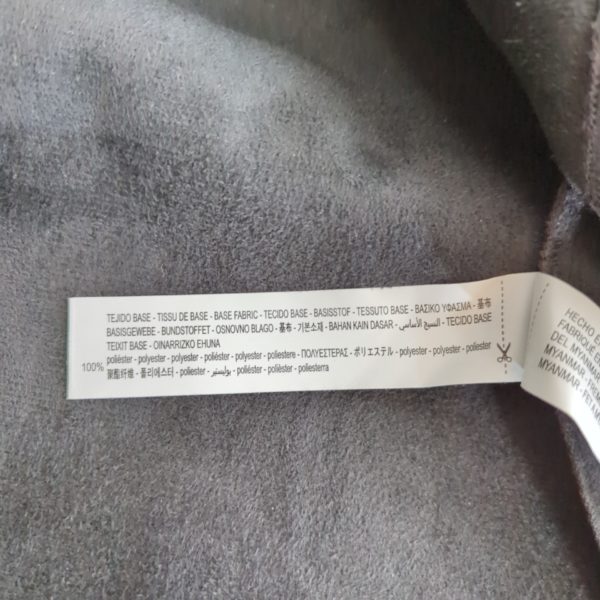 TEJIDO BASE - TISSU DE BASE - BASE FABRIC - TECIDO BASE - BASISSTOF - TESSUTO BASE - ΒΑΣΙΚΟ ΥΦΑΣΜΑ - 基布
BASISGEWEBE - BUNDSTOFFET - OSNOVNO BLAGO - 基布 - 기본소재 - BAHAN KAIN DASAR - النسيج الأساسي - TECIDO BASE
TEIXIT BASE - OINARRIZKO EHUNA
100% poliéster - polyester - polyester - poliéster - polyester - poliestere - ΠΟΛΥΕΣΤΕΡΑΣ - ポリエステル - polyester - polyester
聚酯纤维 - 폴리에스터 - poliester - بوليستير - poliéster - polièster - poliesterra
HECHO E
FABRIQUÉ
DEL MYANMAR
MYANMAR
MYANMAR